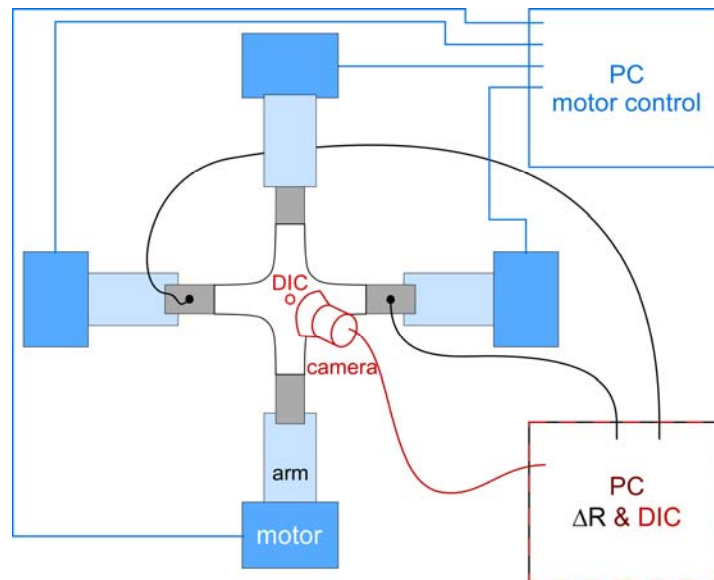 PC
motor control
DIC
camera
arm
motor
PC
ΔR & DIC